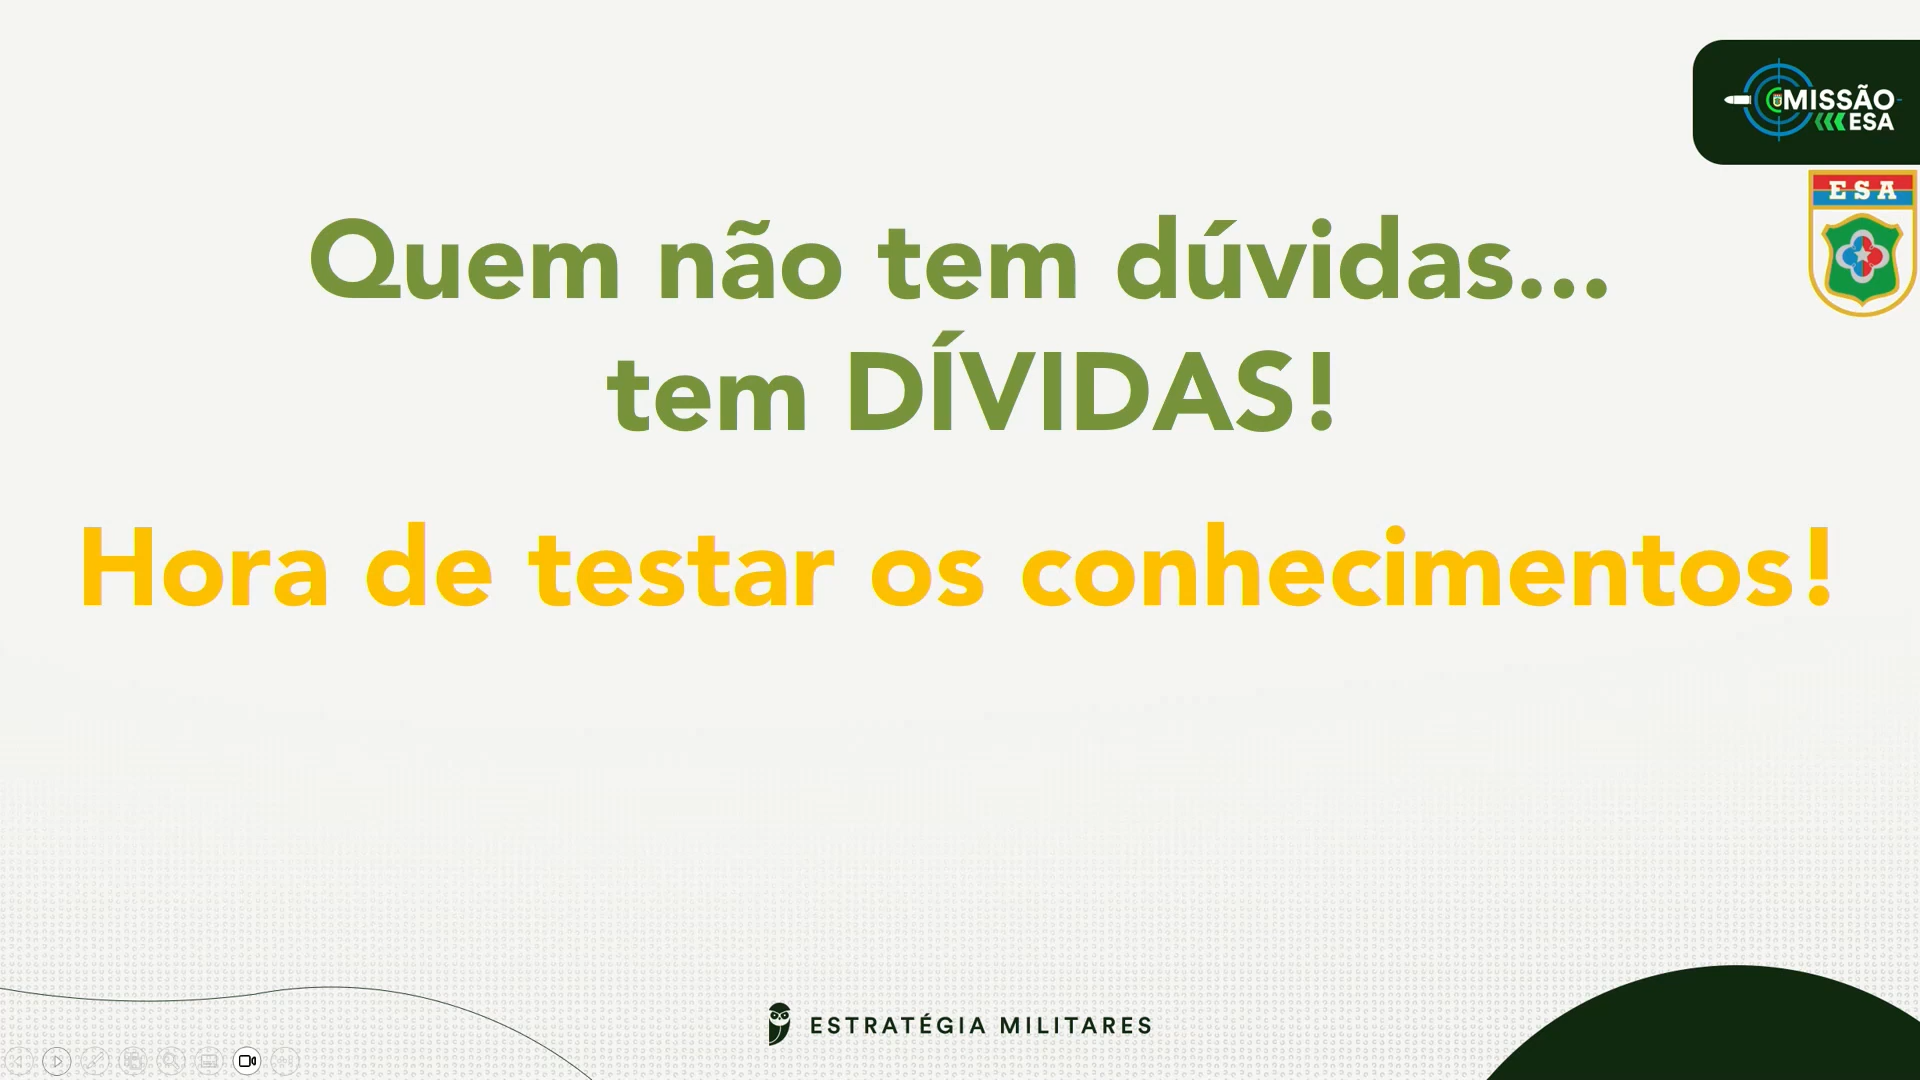 MISSÃO
ESA
ESA
Quem não tem dúvidas...
tem DÍVIDAS!
Hora de testar os conhecimentos!
ESTRATÉGIA MILITARES